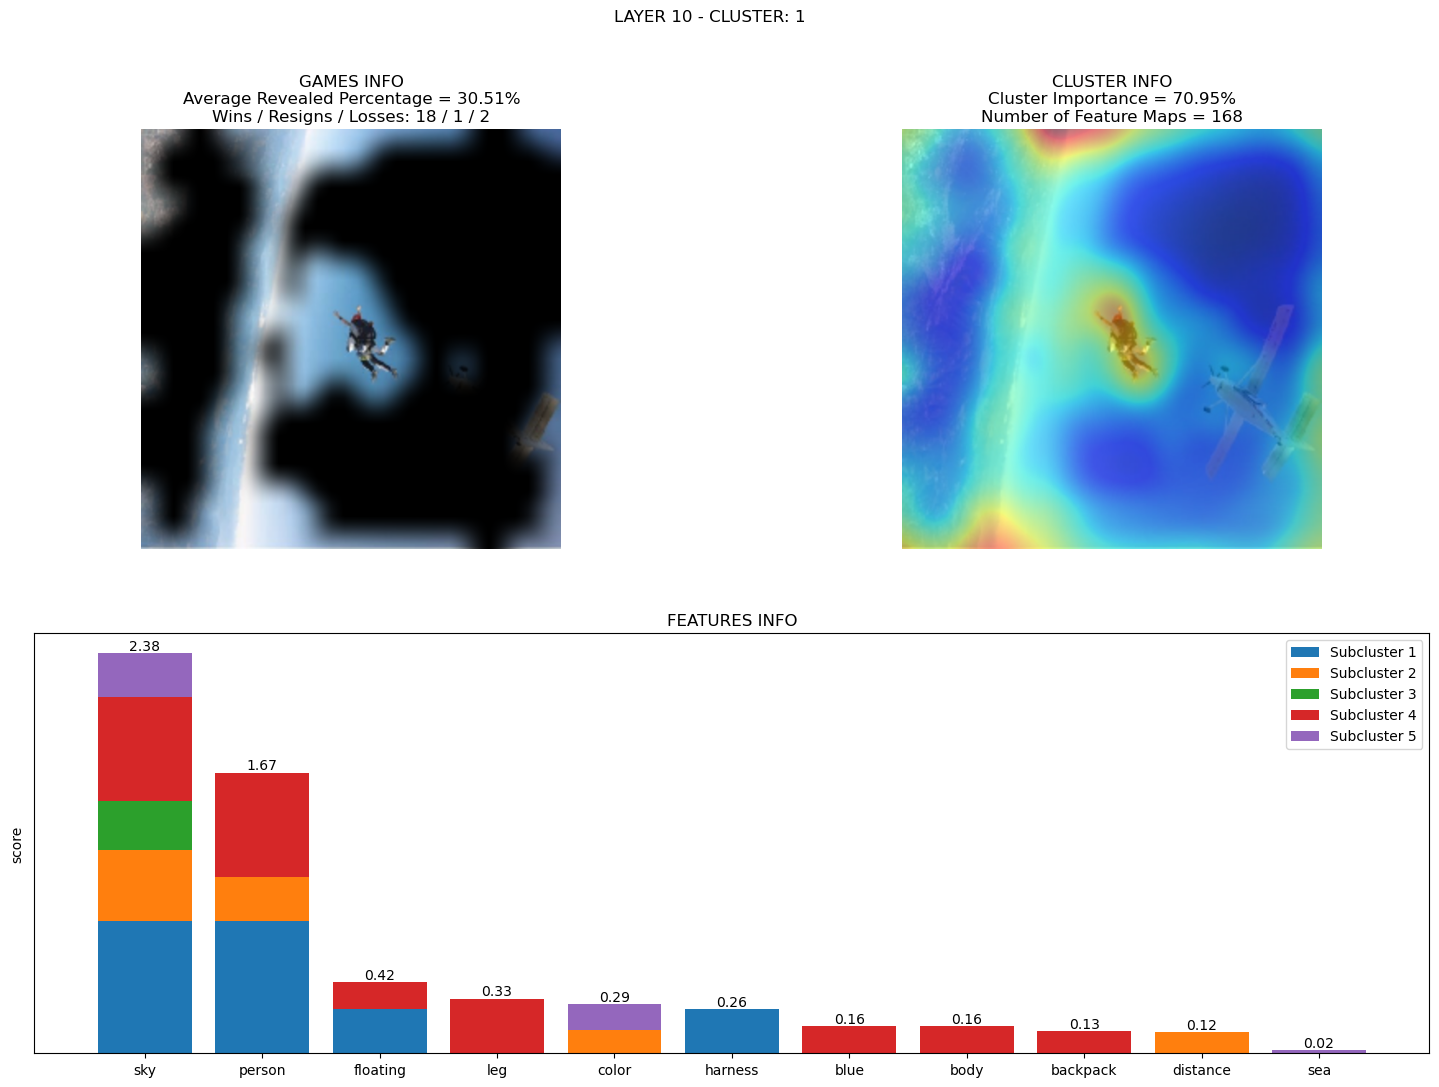 LAYER 10 - CLUSTER: 1
GAMES INFO
Average Revealed Percentage = 30.51%
Wins / Resigns / Losses: 18 / 1 / 2
CLUSTER INFO
Cluster Importance = 70.95%
Number of Feature Maps = 168
FEATURES INFO
score
2.38
1.67
0.42
0.33
0.29
0.26
0.16
0.16
0.13
0.12
0.02
Subcluster 1
Subcluster 2
Subcluster 3
Subcluster 4
Subcluster 5
sky
person
floating
leg
color
harness
blue
body
backpack
distance
sea